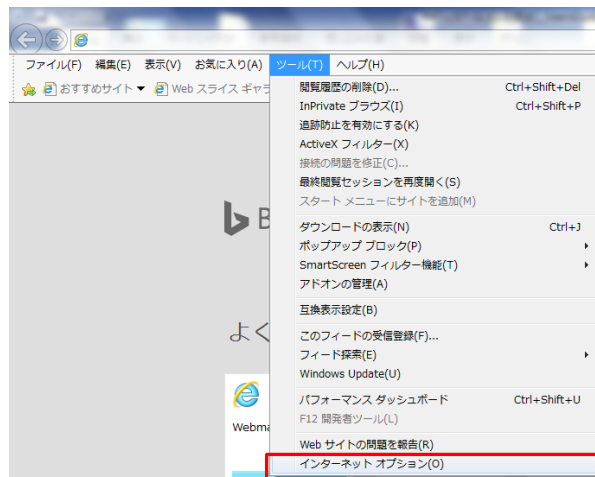 ファイル(F) 編集(E) 表示(V) お気に入り(A) ツール(T) ヘルプ(H)
おすすめサイト ▼ Web スライス ギャラ
閲覧履歴の削除(D)... Ctrl+Shift+Del
InPrivate ブラウズ(I) Ctrl+Shift+P
追跡防止を有効にする(K)
ActiveX フィルター(X)
接続の問題を修正(C)...
最終閲覧セッションを再度開く(S)
スタート メニューにサイトを追加(M)
ダウンロードの表示(N) Ctrl+J
ポップアップ ブロック(P)
SmartScreen フィルター機能(T)
アドオンの管理(A)
互換表示設定(B)
このフィードの受信登録(F)...
フィード探索(E)
Windows Update(U)
パフォーマンス ダッシュボード Ctrl+Shift+U
F12 開発者ツール(L)
Web サイトの問題を報告(R)
インターネット オプション(O)
B
よく
Webma